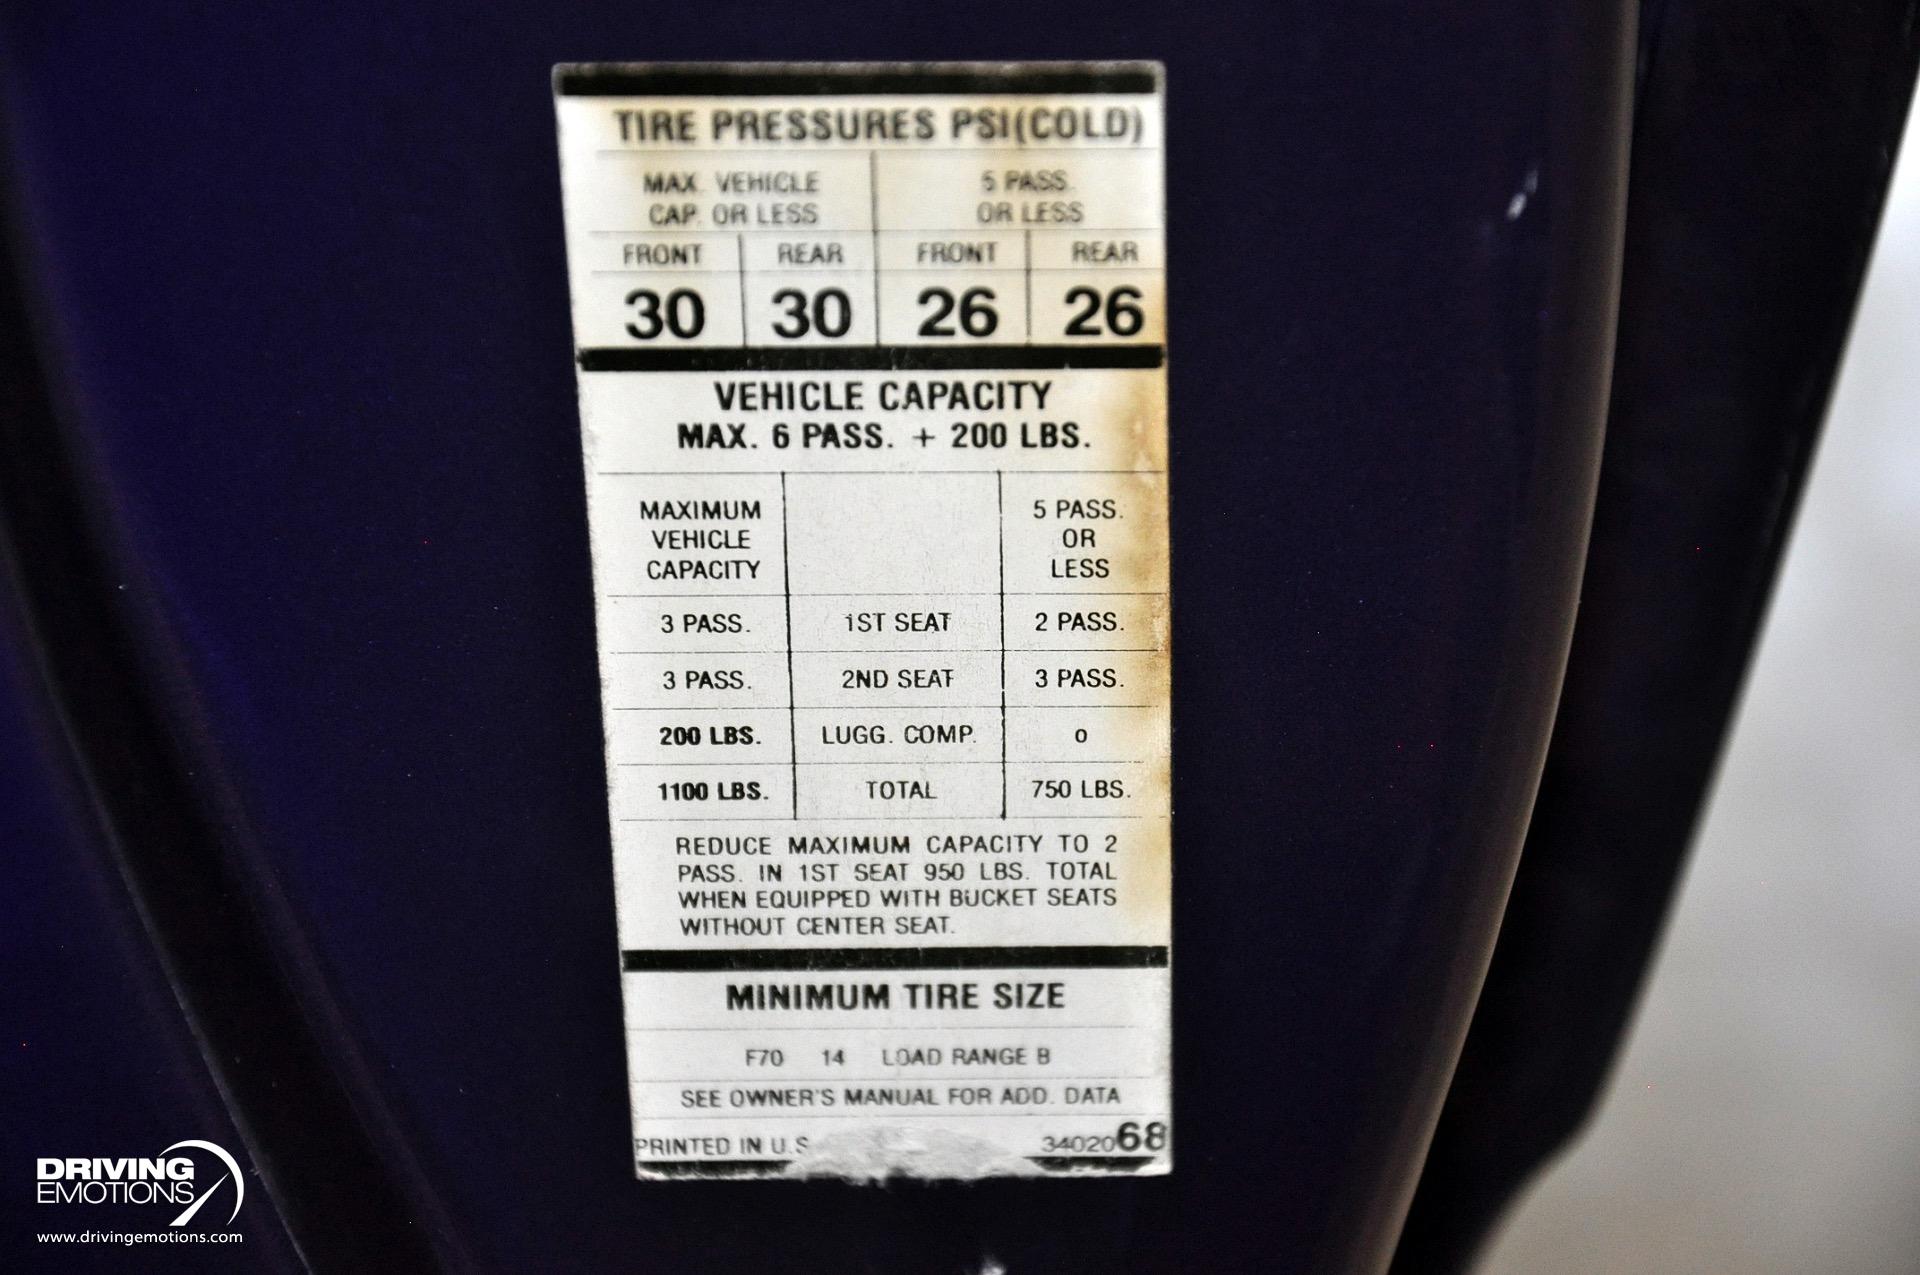 TIRE PRESSURES PSI(COLD)
MAX. VEHICLE
CAP. OR LESS
5 PASS.
OR LESS
FRONT REAR FRONT REAR
30 30 26 26
VEHICLE CAPACITY
MAX. 6 PASS. + 200 LBS.
MAXIMUM
VEHICLE
CAPACITY
5 PASS.
OR
LESS
3 PASS. 1ST SEAT 2 PASS.
3 PASS. 2ND SEAT 3 PASS.
200 LBS. LUGG. COMP. o
1100 LBS. TOTAL 750 LBS.
REDUCE MAXIMUM CAPACITY TO 2
PASS. IN 1ST SEAT 950 LBS. TOTAL
WHEN EQUIPPED WITH BUCKET SEATS
WITHOUT CENTER SEAT.
MINIMUM TIRE SIZE
F70 14 LOAD RANGE B
SEE OWNER'S MANUAL FOR ADD. DATA
PRINTED IN U.S 3402068
DRIVING
EMOTIONS
www.drivingemotions.com